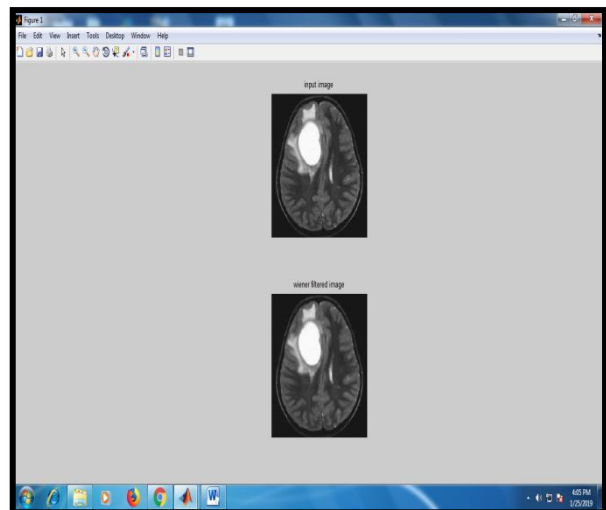 Figure 1
File Edit View Insert Tools Desktop Window Help
input image
wiener filtered image
4:05 PM
1/25/2019